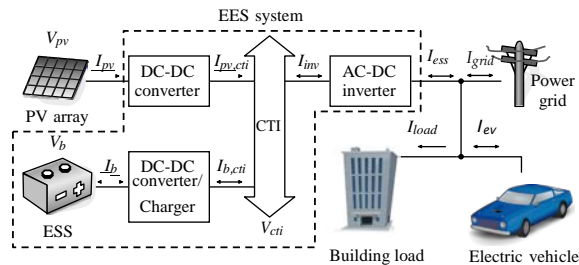 EES system
V_pv
I_pv
I_pv,cti
I_inv
I_ess
I_grid
DC-DC
converter
AC-DC
inverter
Power
grid
PV array
CTI
I_load
I_ev
V_b
I_b
I_b,cti
DC-DC
converter/
Charger
ESS
V_cti
Building load
Electric vehicle